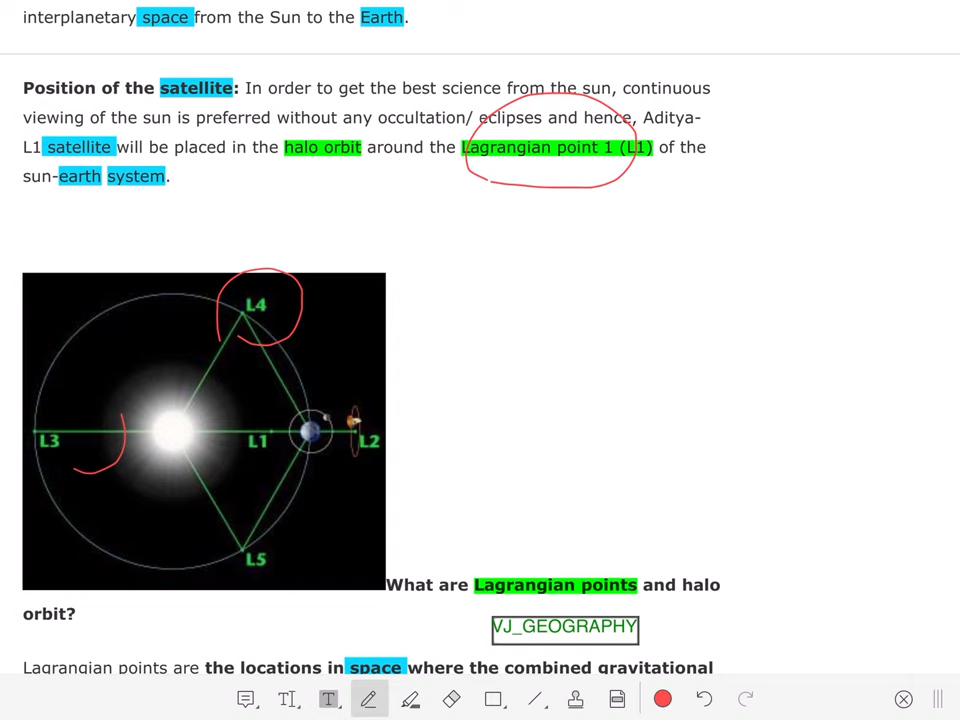 interplanetary space from the Sun to the Earth.
Position of the satellite: In order to get the best science from the sun, continuous
viewing of the sun is preferred without any occultation/ eclipses and hence, Aditya-
L1 satellite will be placed in the halo orbit around the Lagrangian point 1 (L1) of the
sun-earth system.
L4
L3 L1 L2
L5
What are Lagrangian points and halo
orbit?
VJ_GEOGRAPHY
Lagrangian points are the locations in space where the combined gravitational